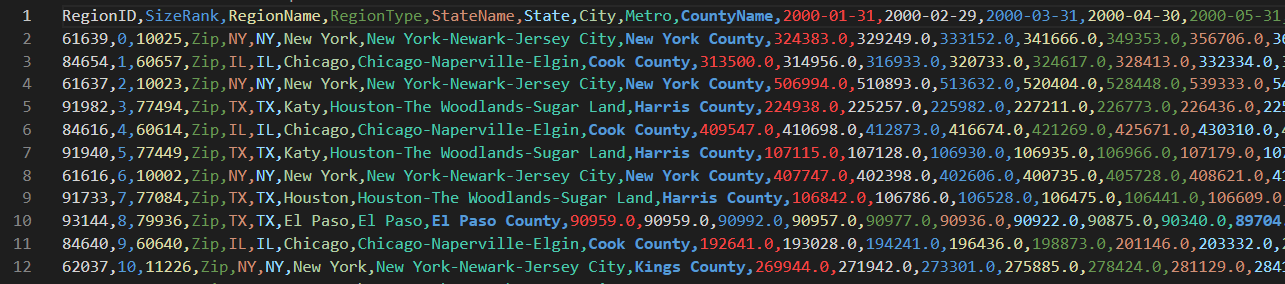 1 RegionID,SizeRank,RegionName,RegionType,StateName,State,City,Metro,CountyName,2000-01-31,2000-02-29,2000-03-31,2000-04-30,2000-05-31
2 61639,0,10025,Zip,NY,NY,New York,New York-Newark-Jersey City,New York County,324383.0,329249.0,333152.0,341666.0,349353.0,356706.0,36
3 84654,1,60657,Zip,IL,IL,Chicago,Chicago-Naperville-Elgin,Cook County,313500.0,314956.0,316933.0,320733.0,324617.0,328413.0,332334.0,3
4 61637,2,10023,Zip,NY,NY,New York,New York-Newark-Jersey City,New York County,506994.0,510893.0,513632.0,520404.0,528448.0,539333.0,54
5 91982,3,77494,Zip,TX,TX,Katy,Houston-The Woodlands-Sugar Land,Harris County,224938.0,225257.0,225982.0,227211.0,226773.0,226436.0,225
6 84616,4,60614,Zip,IL,IL,Chicago,Chicago-Naperville-Elgin,Cook County,409547.0,410698.0,412873.0,416674.0,421269.0,425671.0,430310.0,4
7 91940,5,77449,Zip,TX,TX,Katy,Houston-The Woodlands-Sugar Land,Harris County,107115.0,107128.0,106930.0,106935.0,106966.0,107179.0,107
8 61616,6,10002,Zip,NY,NY,New York,New York-Newark-Jersey City,New York County,407747.0,402398.0,402606.0,400735.0,405728.0,408621.0,41
9 91733,7,77084,Zip,TX,TX,Houston,Houston-The Woodlands-Sugar Land,Harris County,106842.0,106786.0,106528.0,106475.0,106441.0,106609.0,
10 93144,8,79936,Zip,TX,TX,El Paso,El Paso,El Paso County,90959.0,90959.0,90992.0,90957.0,90977.0,90936.0,90922.0,90875.0,90340.0,89704.
11 84640,9,60640,Zip,IL,IL,Chicago,Chicago-Naperville-Elgin,Cook County,192641.0,193028.0,194241.0,196436.0,198873.0,201146.0,203332.0,2
12 62037,10,11226,Zip,NY,NY,New York,New York-Newark-Jersey City,Kings County,269944.0,271942.0,273301.0,275885.0,278424.0,281129.0,284